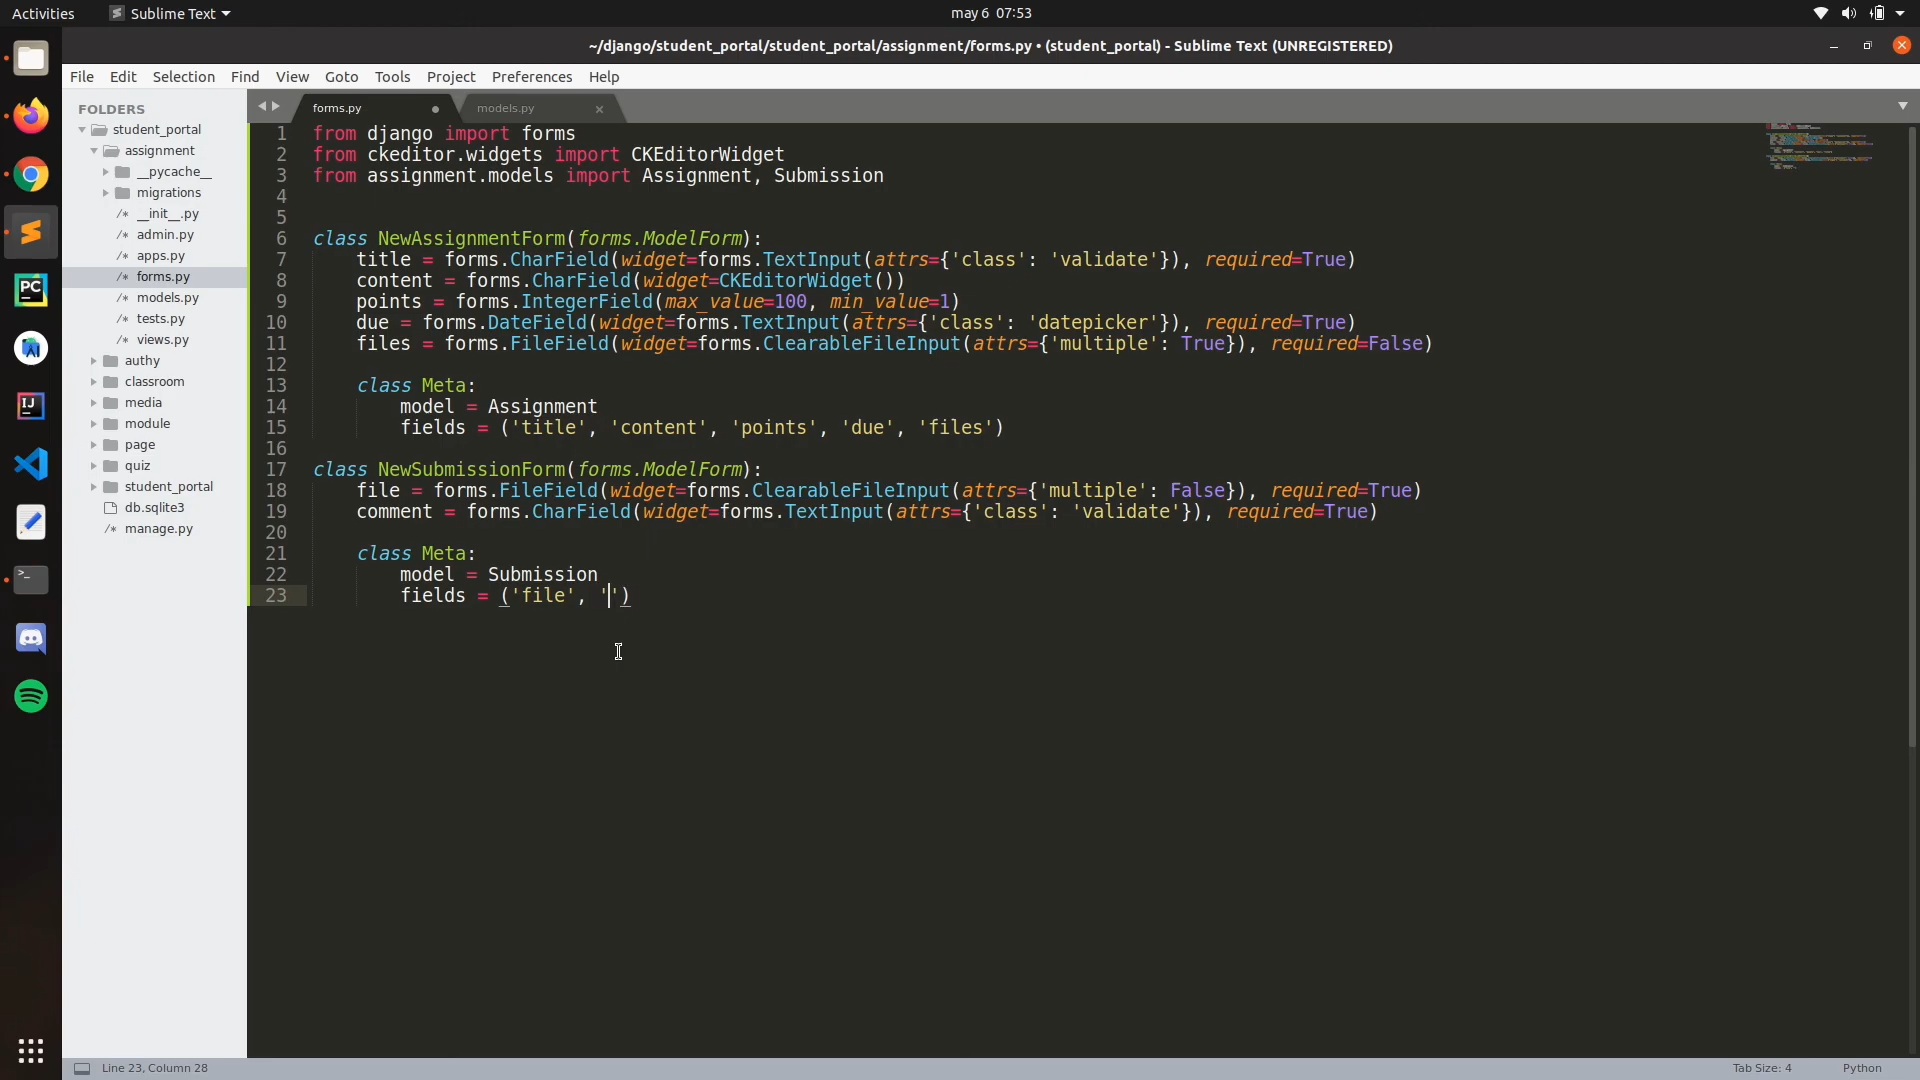 Activities
Sublime Text
may 6 07:53
~/django/student_portal/student_portal/assignment/forms.py • (student_portal) - Sublime Text (UNREGISTERED)
File Edit Selection Find View Goto Tools Project Preferences Help
FOLDERS
student_portal
assignment
__pycache__
migrations
/* __init__.py
/* admin.py
/* apps.py
/* forms.py
/* models.py
/* tests.py
/* views.py
authy
classroom
media
module
page
quiz
student_portal
db.sqlite3
/* manage.py
forms.py
models.py
1 from django import forms
2 from ckeditor.widgets import CKEditorWidget
3 from assignment.models import Assignment, Submission
4
5
6 class NewAssignmentForm(forms.ModelForm):
7     title = forms.CharField(widget=forms.TextInput(attrs={'class': 'validate'}), required=True)
8     content = forms.CharField(widget=CKEditorWidget())
9     points = forms.IntegerField(max_value=100, min_value=1)
10     due = forms.DateField(widget=forms.TextInput(attrs={'class': 'datepicker'}), required=True)
11     files = forms.FileField(widget=forms.ClearableFileInput(attrs={'multiple': True}), required=False)
12
13     class Meta:
14         model = Assignment
15         fields = ('title', 'content', 'points', 'due', 'files')
16
17 class NewSubmissionForm(forms.ModelForm):
18     file = forms.FileField(widget=forms.ClearableFileInput(attrs={'multiple': False}), required=True)
19     comment = forms.CharField(widget=forms.TextInput(attrs={'class': 'validate'}), required=True)
20
21     class Meta:
22         model = Submission
23         fields = ('file', '')
PC
IJ
>_
Line 23, Column 28
Tab Size: 4
Python